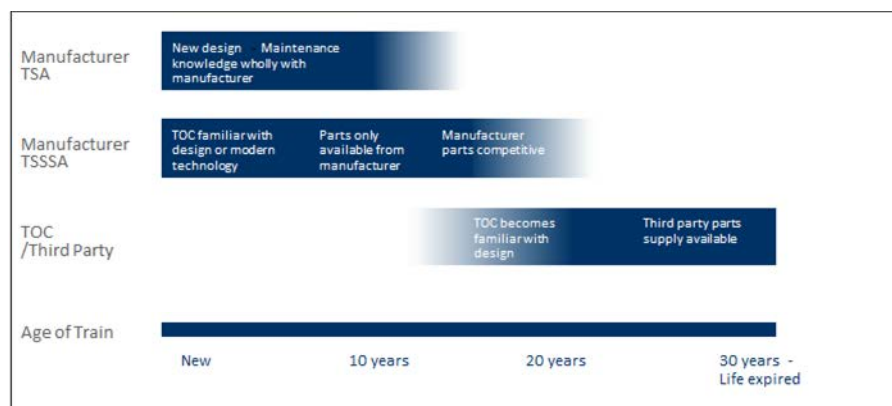 Manufacturer
TSA
New design - Maintenance
knowledge wholly with
manufacturer
Manufacturer
TSSSA
TOC familiar with
design or modern
technology
Parts only
available from
manufacturer
Manufacturer
parts competitive
TOC
/Third Party
TOC becomes
familiar with
design
Third party parts
supply available
Age of Train
New
10 years
20 years
30 years -
Life expired